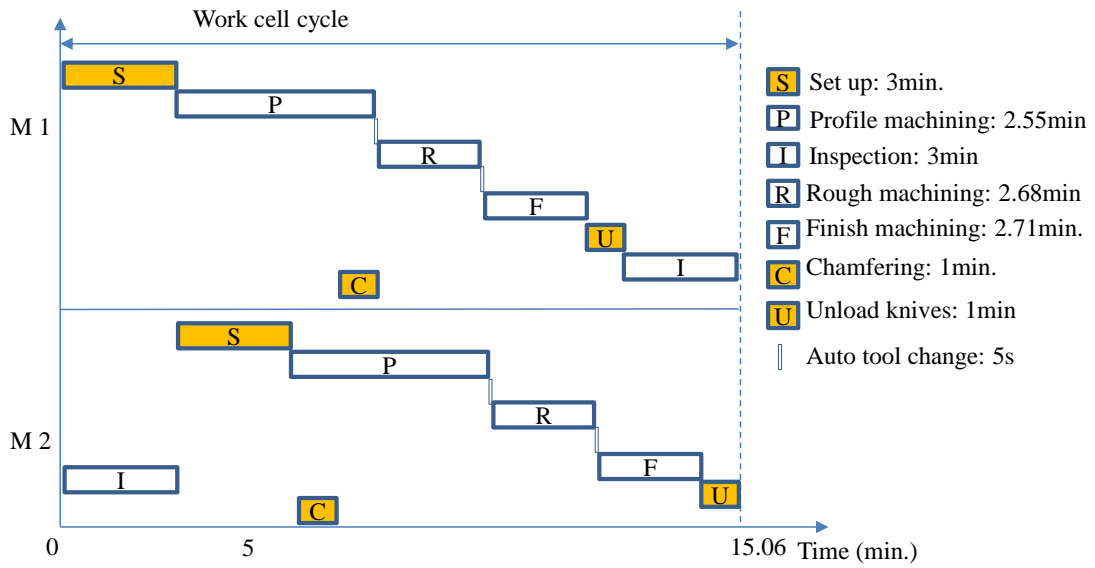 Work cell cycle
M 1
S
P
R
F
U
I
C
M 2
S
P
R
F
U
I
C
0
5
15.06
Time (min.)
S Set up: 3min.
P Profile machining: 2.55min
I Inspection: 3min
R Rough machining: 2.68min
F Finish machining: 2.71min.
C Chamfering: 1min.
U Unload knives: 1min
Auto tool change: 5s